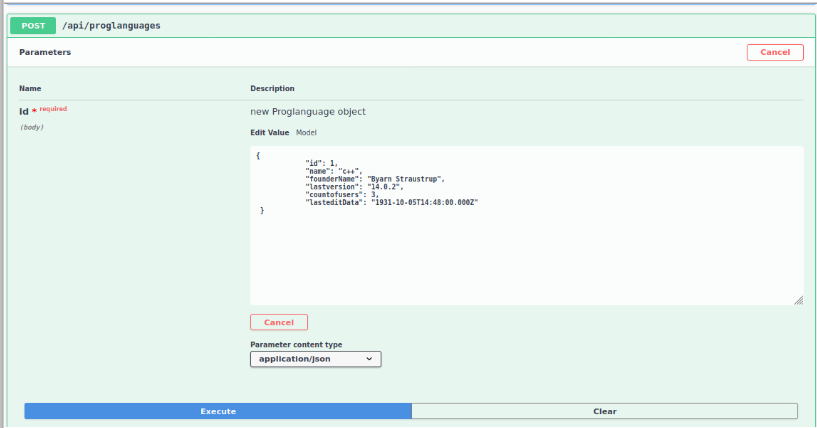 POST /api/proglanguages
Parameters
Cancel
Name Description
id * required new Proglanguage object
(body)
Edit Value Model
{
"id": 1,
"name": "c++",
"founderName": "Byarn Straustrup",
"lastversion": "14.0.2",
"countofusers": 3,
"lasteditData": "1931-10-05T14:48:00.000Z"
}
Cancel
Parameter content type
application/json
Execute Clear